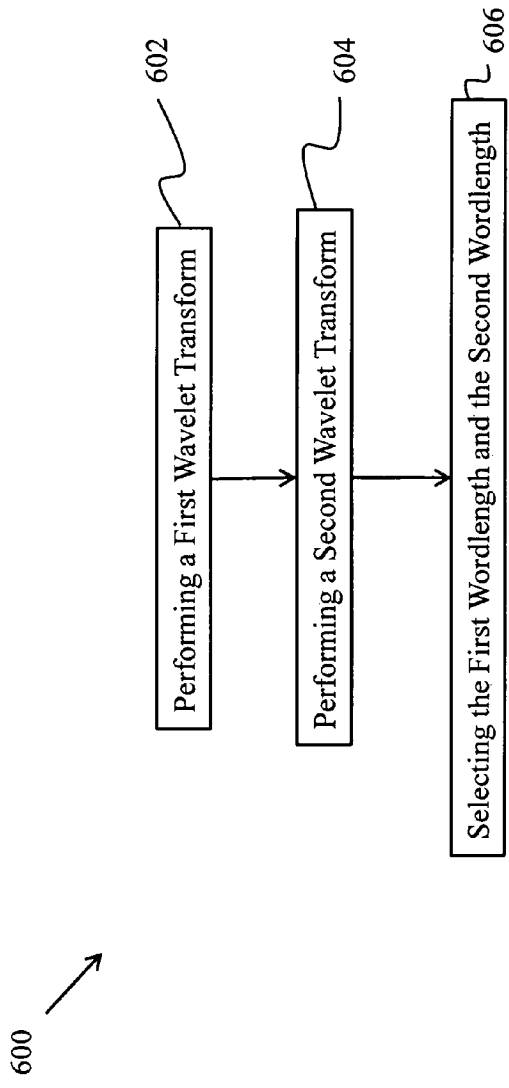 600
Performing a First Wavelet Transform
602
Performing a Second Wavelet Transform
604
Selecting the First Wordlength and the Second Wordlength
606